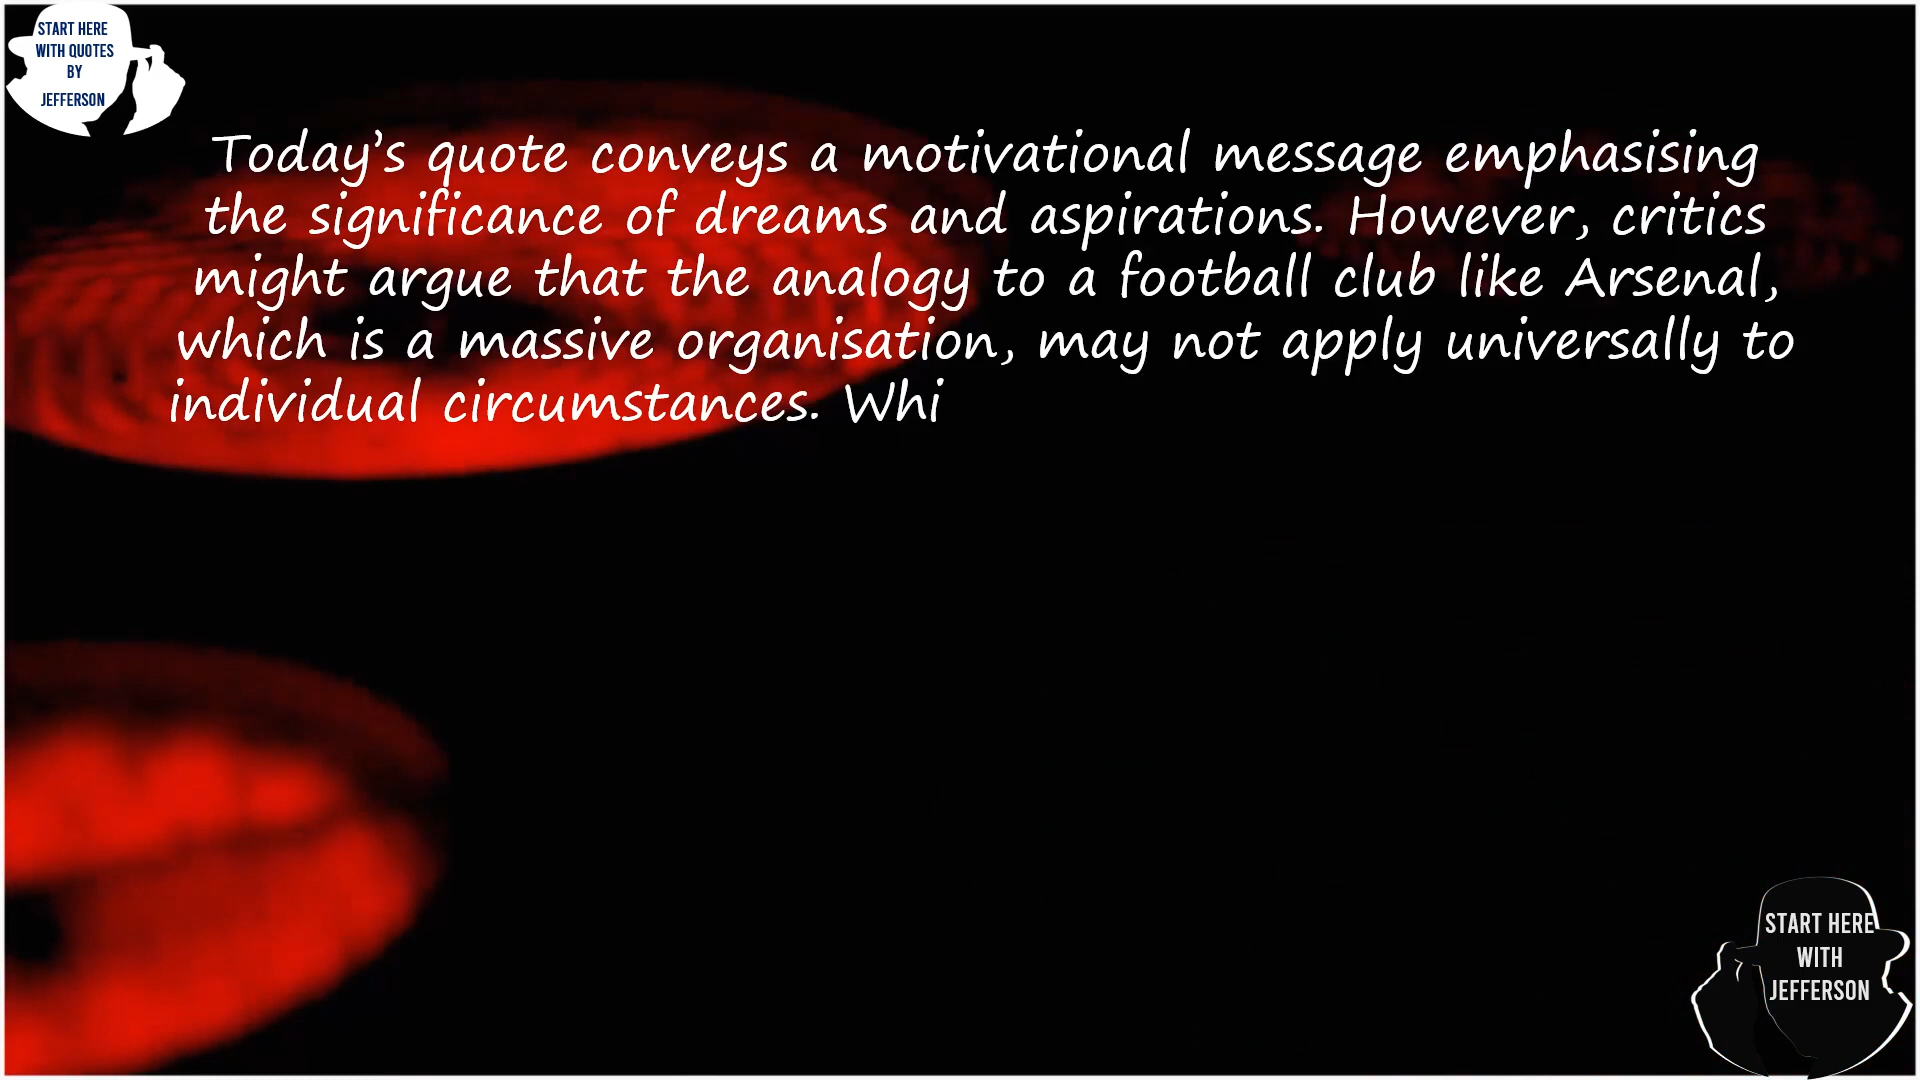 START HERE
WITH QUOTES
BY
JEFFERSON
Today’s quote conveys a motivational message emphasising
the significance of dreams and aspirations. However, critics
might argue that the analogy to a football club like Arsenal,
which is a massive organisation, may not apply universally to
individual circumstances. Whi
START HERE
WITH
JEFFERSON